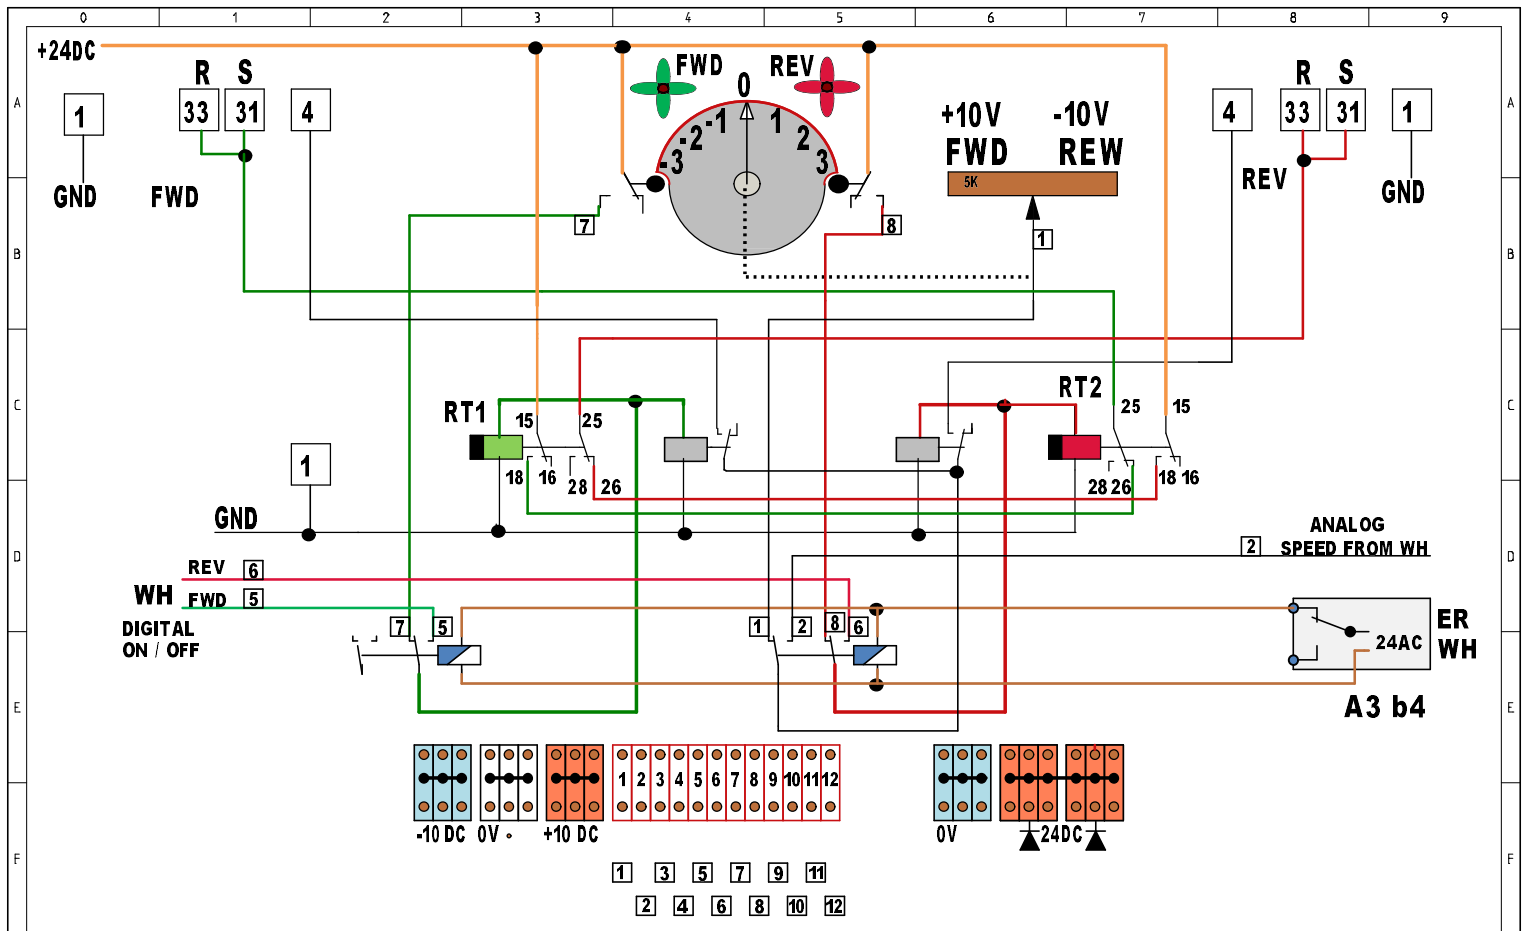 0 1 2 3 4 5 6 7 8 9
+24DC
R S
FWD
0
REV
R S
A
1
33 31
4
-3 -2 -1 1 2 3
+10V -10V
FWD REW
4
33 31
1
A
5K
GND
FWD
REV
GND
7
8
1
B
B
RT1
RT2
C
15 25
25 15
C
1
18 16 28 26
28 26 18 16
GND
ANALOG
2 SPEED FROM WH
D
D
REV 6
WH
FWD 5
DIGITAL
ON / OFF
7 5
1 2 8 6
24AC
ER
WH
A3 b4
E
E
1 2 3 4 5 6 7 8 9 10 11 12
-10 DC 0V +10 DC
0V 24DC
F
F
1 3 5 7 9 11
2 4 6 8 10 12